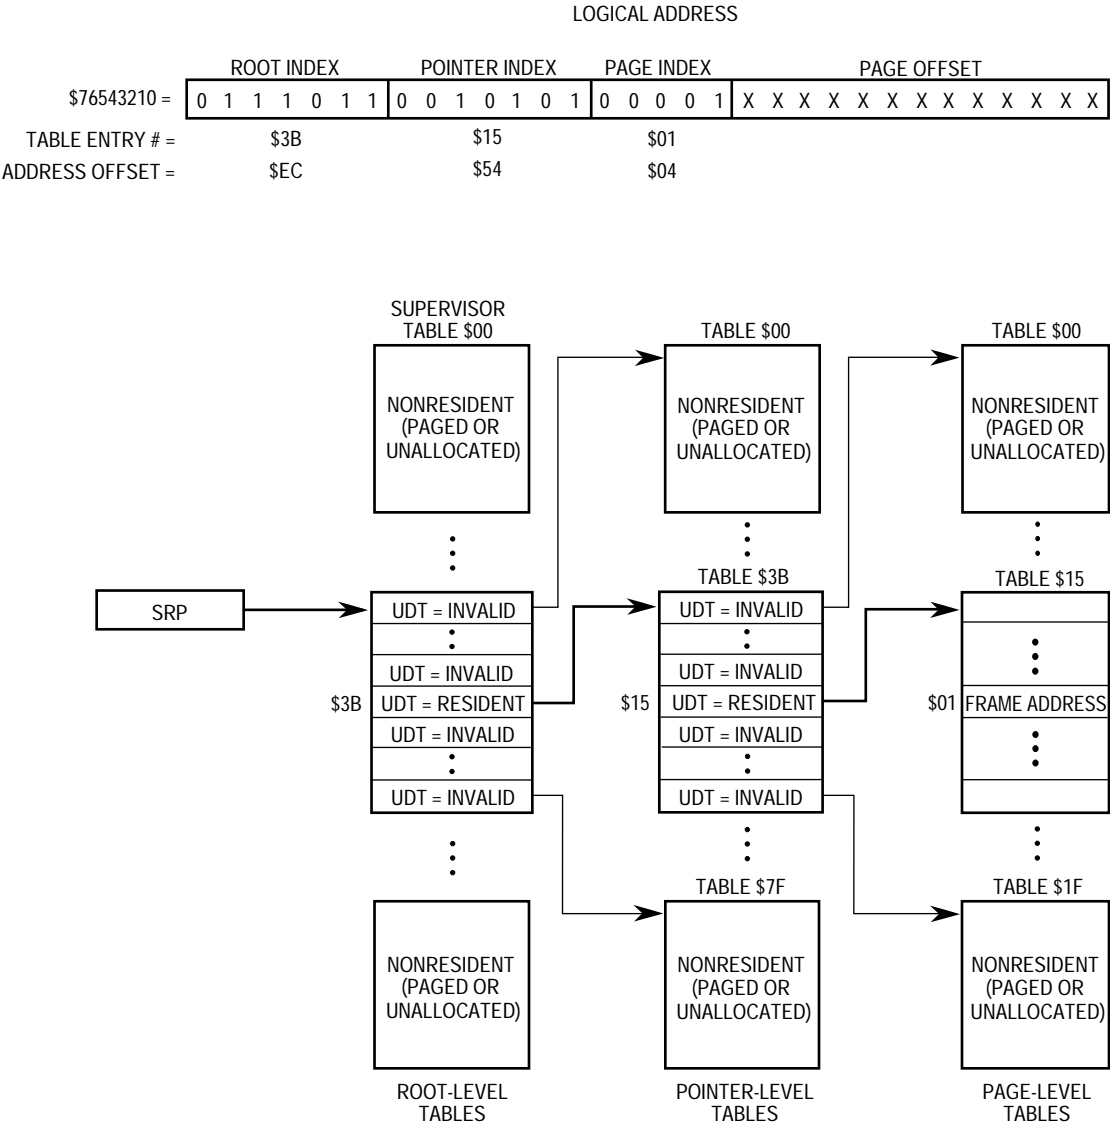 LOGICAL ADDRESS
ROOT INDEX POINTER INDEX PAGE INDEX PAGE OFFSET
$76543210 = 0 1 1 1 0 1 1 0 0 1 0 1 0 1 0 0 0 0 1 X X X X X X X X X X X X X
TABLE ENTRY # = $3B $15 $01
ADDRESS OFFSET = $EC $54 $04
SUPERVISOR
TABLE $00 TABLE $00 TABLE $00
NONRESIDENT NONRESIDENT NONRESIDENT
(PAGED OR (PAGED OR (PAGED OR
UNALLOCATED) UNALLOCATED) UNALLOCATED)
TABLE $3B TABLE $15
SRP UDT = INVALID UDT = INVALID
UDT = INVALID UDT = INVALID
$3B UDT = RESIDENT $15 UDT = RESIDENT $01 FRAME ADDRESS
UDT = INVALID UDT = INVALID
UDT = INVALID UDT = INVALID
TABLE $7F TABLE $1F
NONRESIDENT NONRESIDENT NONRESIDENT
(PAGED OR (PAGED OR (PAGED OR
UNALLOCATED) UNALLOCATED) UNALLOCATED)
ROOT-LEVEL POINTER-LEVEL PAGE-LEVEL
TABLES TABLES TABLES